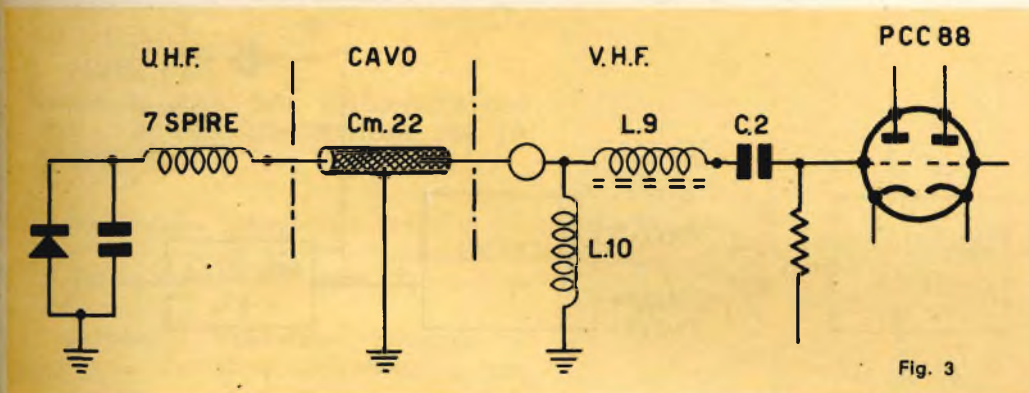 U.H.F. CAVO V.H.F. PCC 88
7 SPIRE Cm. 22 L.9 C.2
L.10
Fig. 3